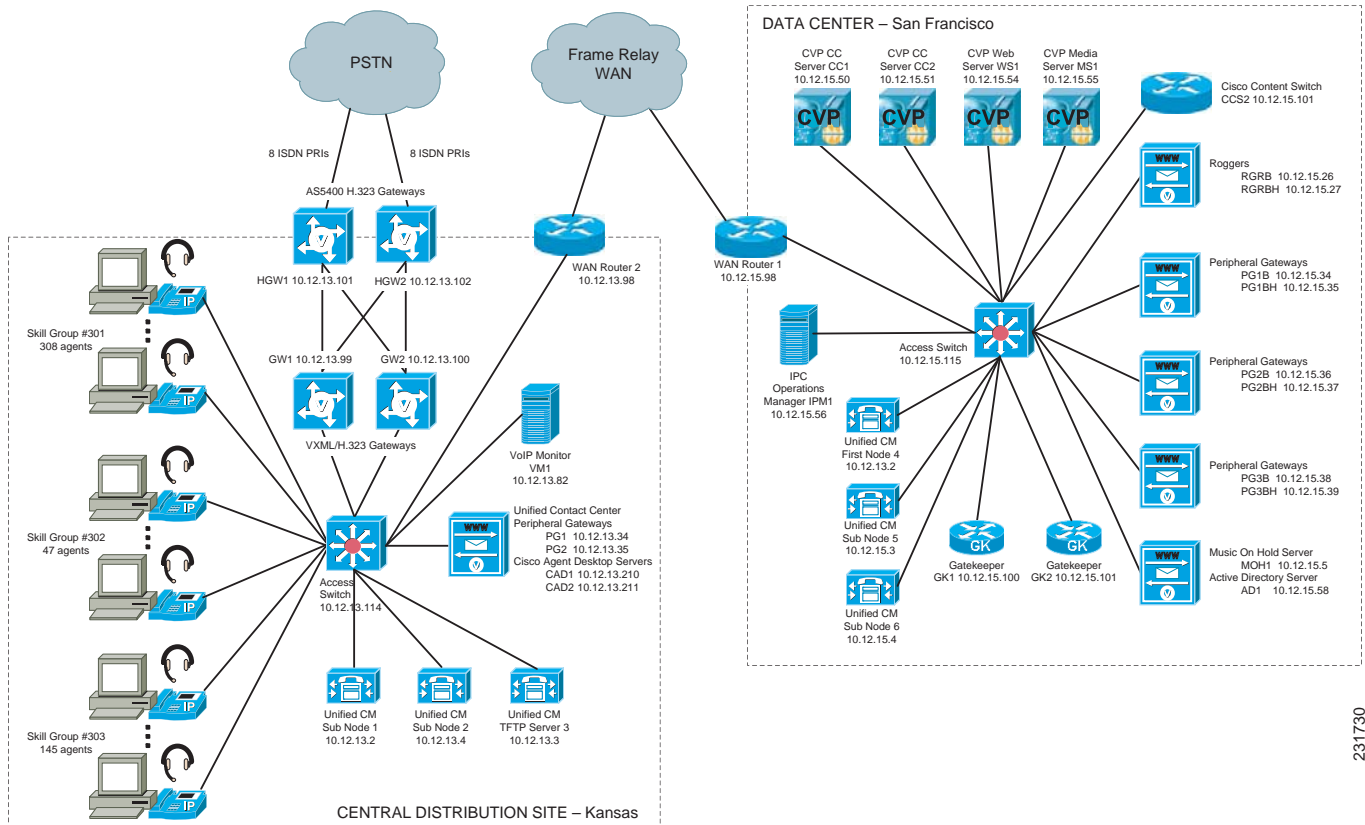 PSTN
Frame Relay
WAN
8 ISDN PRIs
8 ISDN PRIs
AS5400 H.323 Gateways
HGW1 10.12.13.101
HGW2 10.12.13.102
GW1 10.12.13.99
GW2 10.12.13.100
VXML/H.323 Gateways
WAN Router 2
10.12.13.98
WAN Router 1
10.12.15.98
IP
Skill Group #301
308 agents
IP
IP
Skill Group #302
47 agents
IP
IP
Skill Group #303
145 agents
IP
VoIP Monitor
VM1
10.12.13.82
WWW
Unified Contact Center
Peripheral Gateways
PG1 10.12.13.34
PG2 10.12.13.35
Cisco Agent Desktop Servers
CAD1 10.12.13.210
CAD2 10.12.13.211
Access
Switch
10.12.13.114
Unified CM
Sub Node 1
10.12.13.2
Unified CM
Sub Node 2
10.12.13.4
Unified CM
TFTP Server 3
10.12.13.3
CENTRAL DISTRIBUTION SITE – Kansas
DATA CENTER – San Francisco
CVP CC
Server CC1
10.12.15.50
CVP CC
Server CC2
10.12.15.51
CVP Web
Server WS1
10.12.15.54
CVP Media
Server MS1
10.12.15.55
CVP
CVP
CVP
CVP
Cisco Content Switch
CCS2 10.12.15.101
WWW
Roggers
RGRB 10.12.15.26
RGRBH 10.12.15.27
WWW
Peripheral Gateways
PG1B 10.12.15.34
PG1BH 10.12.15.35
WWW
Peripheral Gateways
PG2B 10.12.15.36
PG2BH 10.12.15.37
WWW
Peripheral Gateways
PG3B 10.12.15.38
PG3BH 10.12.15.39
WWW
Music On Hold Server
MOH1 10.12.15.5
Active Directory Server
AD1 10.12.15.58
Access Switch
10.12.15.115
IPC
Operations
Manager IPM1
10.12.15.56
Unified CM
First Node 4
10.12.13.2
Unified CM
Sub Node 5
10.12.15.3
Unified CM
Sub Node 6
10.12.15.4
GK
Gatekeeper
GK1 10.12.15.100
GK
Gatekeeper
GK2 10.12.15.101
231730